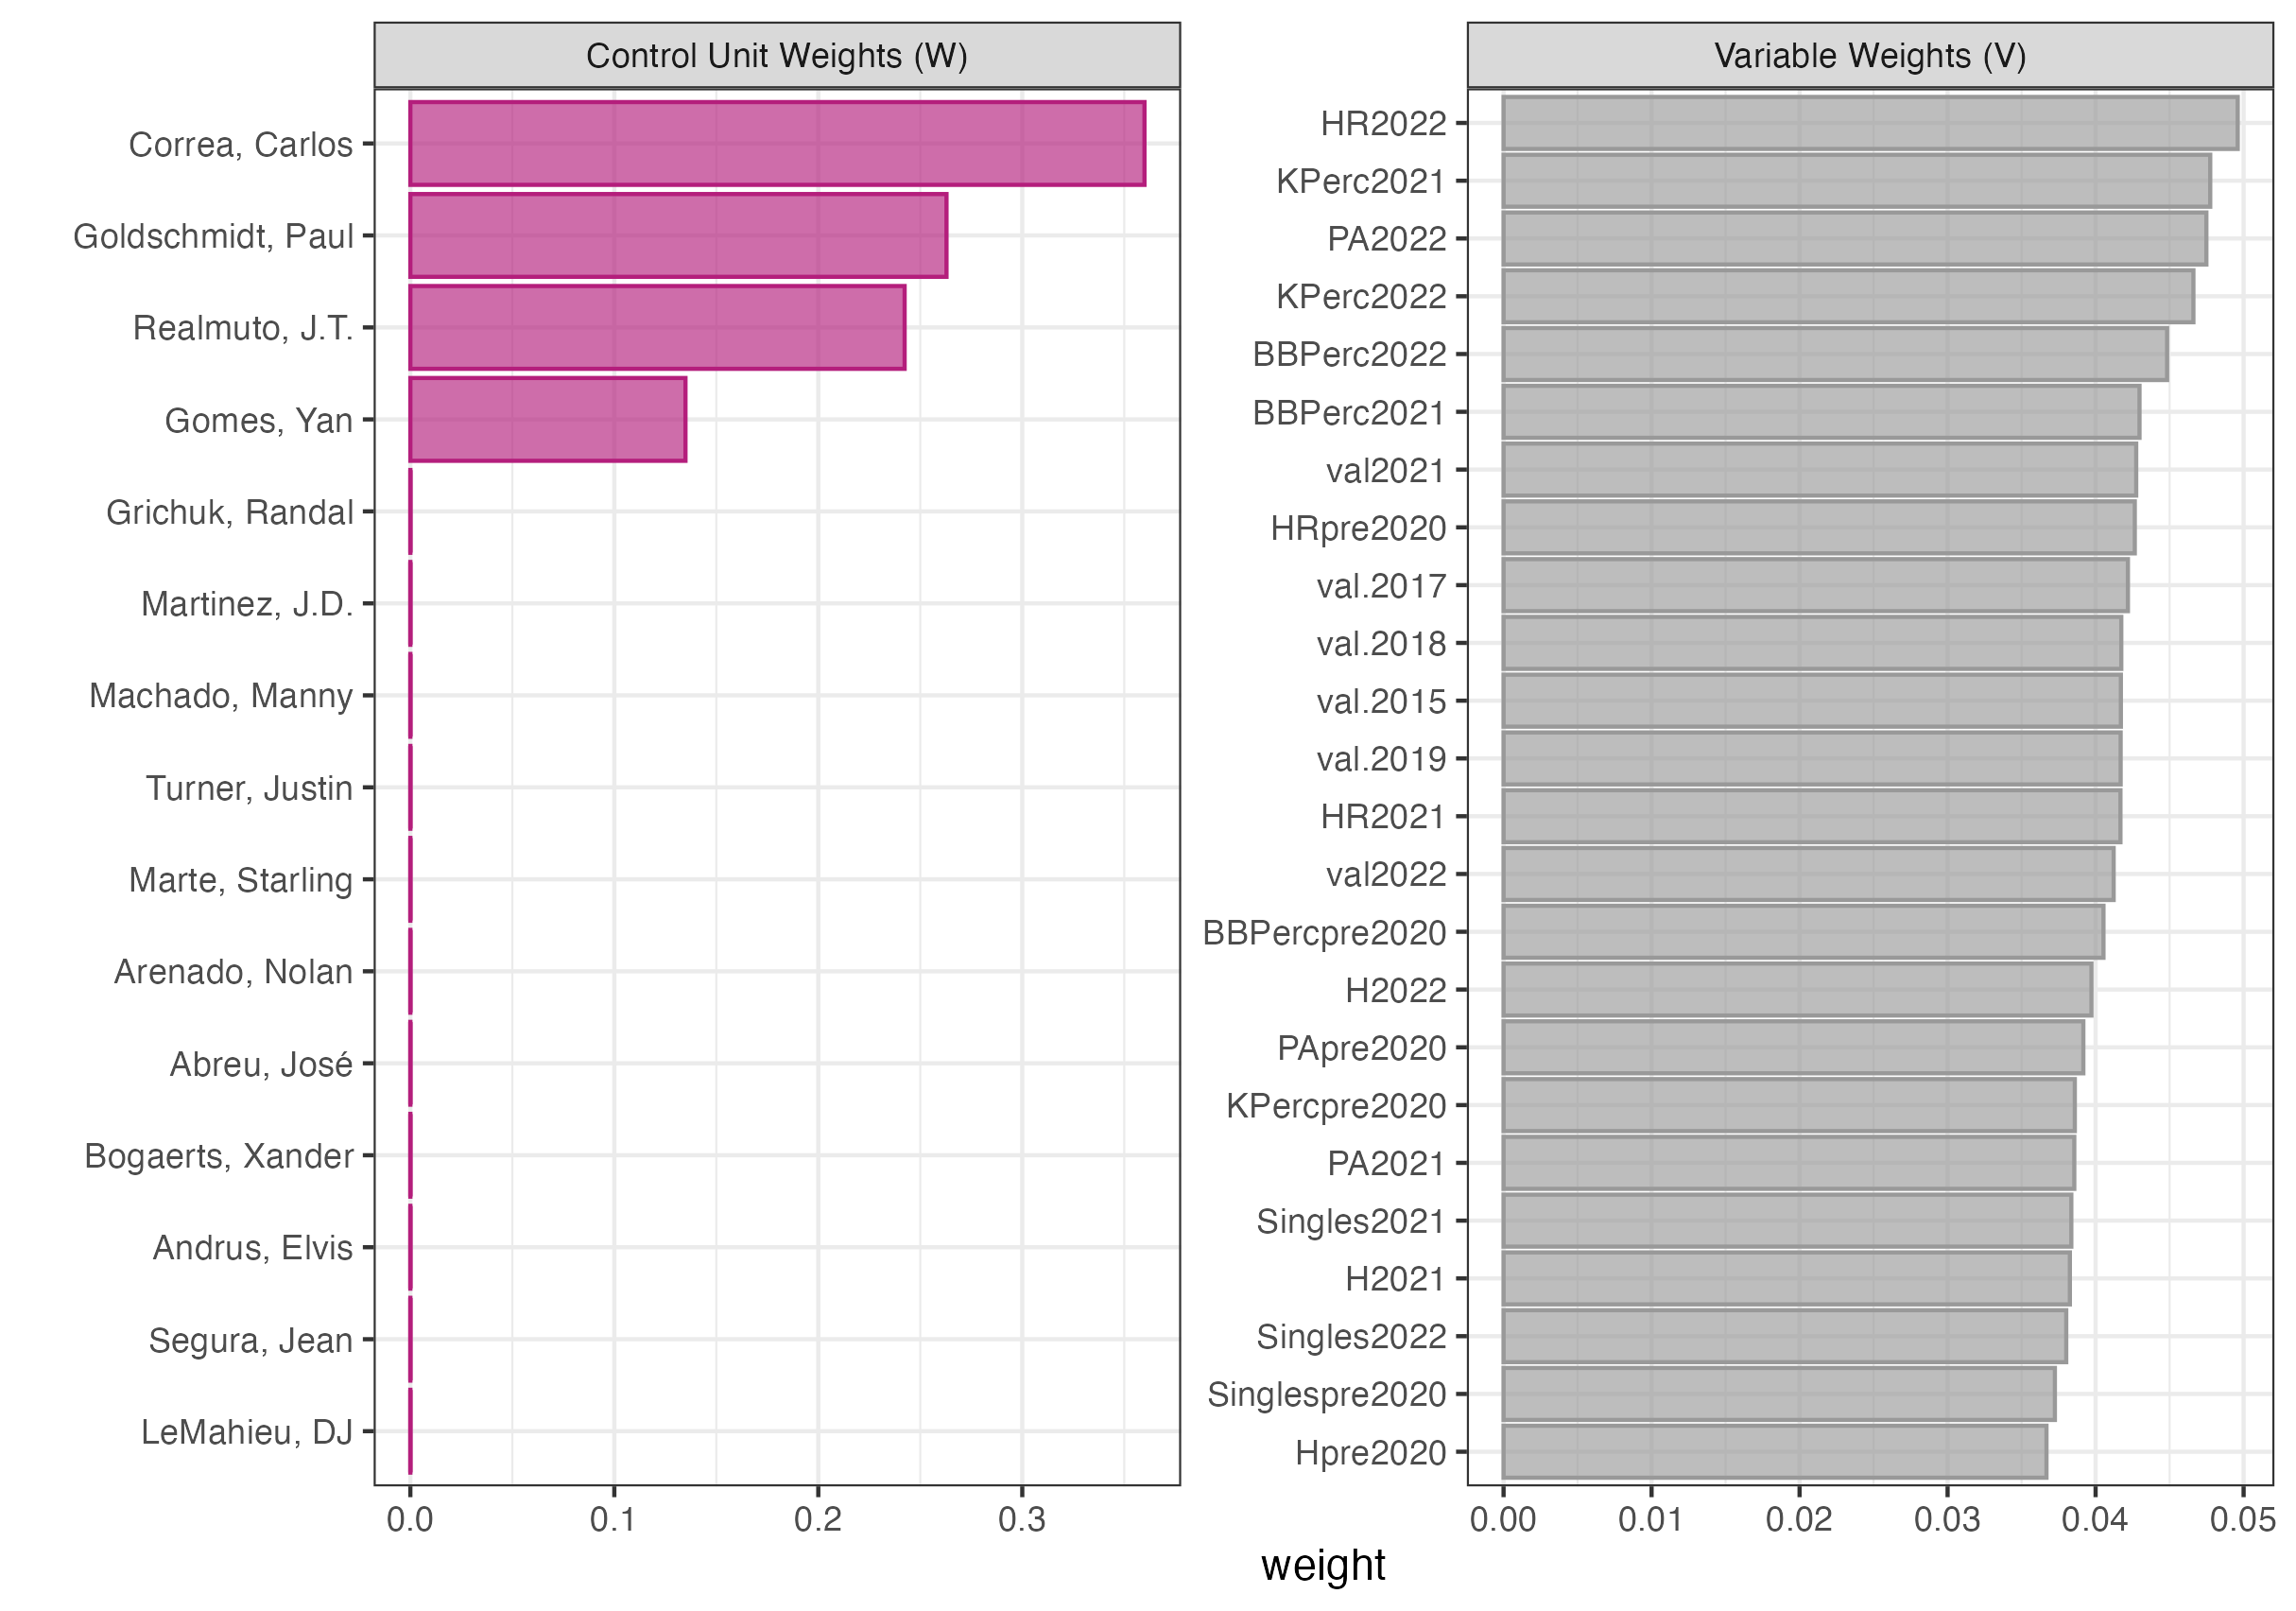 Control Unit Weights (W)
Correa, Carlos
Goldschmidt, Paul
Realmuto, J.T.
Gomes, Yan
Grichuk, Randal
Martinez, J.D.
Machado, Manny
Turner, Justin
Marte, Starling
Arenado, Nolan
Abreu, José
Bogaerts, Xander
Andrus, Elvis
Segura, Jean
LeMahieu, DJ
0.0 0.1 0.2 0.3
Variable Weights (V)
HR2022
KPerc2021
PA2022
KPerc2022
BBPerc2022
BBPerc2021
val2021
HRpre2020
val.2017
val.2018
val.2015
val.2019
HR2021
val2022
BBPercpre2020
H2022
PApre2020
KPercpre2020
PA2021
Singles2021
H2021
Singles2022
Singlespre2020
Hpre2020
0.00 0.01 0.02 0.03 0.04 0.05
weight